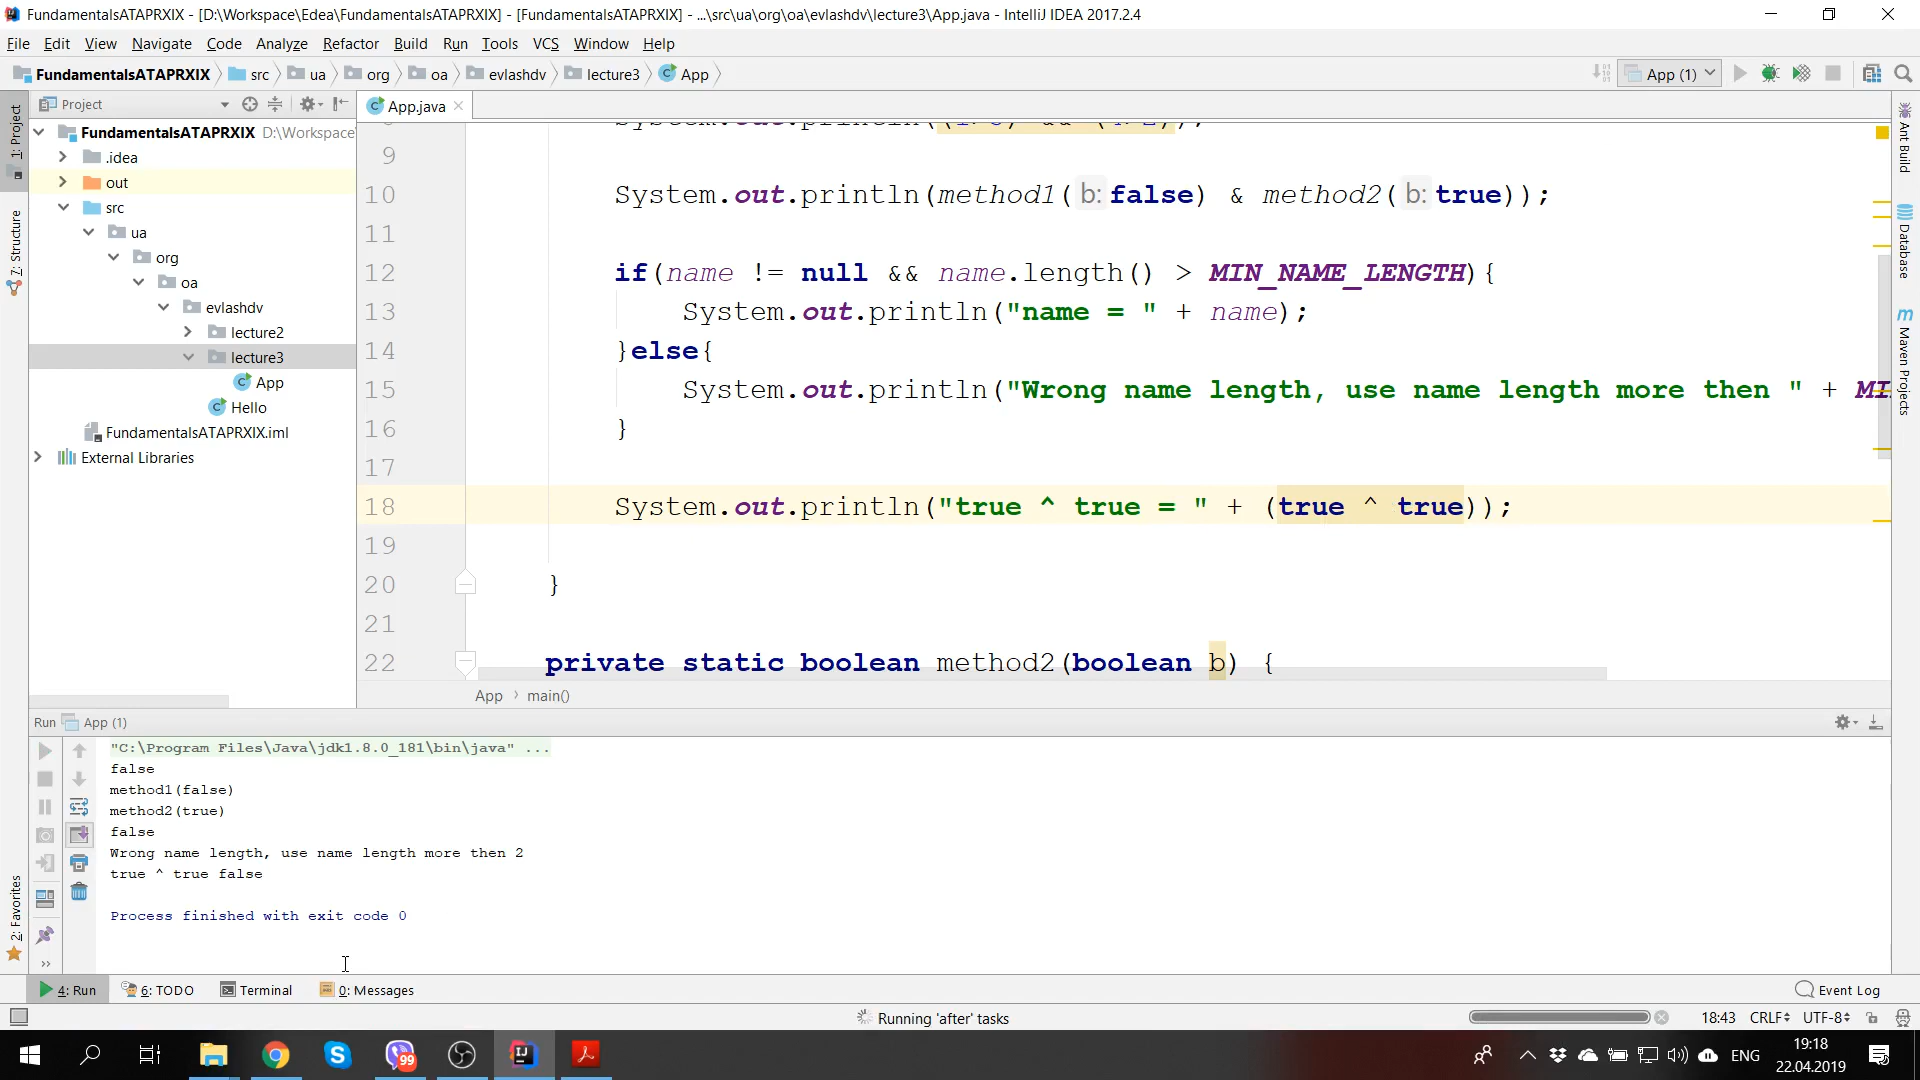 FundamentalsATAPRXIX - [D:\Workspace\Edea\FundamentalsATAPRXIX] - [FundamentalsATAPRXIX] - ...\src\ua\org\oa\evlashdv\lecture3\App.java - IntelliJ IDEA 2017.2.4
File Edit View Navigate Code Analyze Refactor Build Run Tools VCS Window Help
FundamentalsATAPRXIX src ua org oa evlashdv lecture3 App App (1)
Project
App.java
1: Project
7: Structure
2: Favorites
FundamentalsATAPRXIX D:\Workspace
.idea
out
src
ua
org
oa
evlashdv
lecture2
lecture3
App
Hello
FundamentalsATAPRXIX.iml
External Libraries
9
10 System.out.println(method1( b: false) & method2( b: true));
11
12 if(name != null && name.length() > MIN_NAME_LENGTH){
13 System.out.println("name = " + name);
14 }else{
15 System.out.println("Wrong name length, use name length more then " + MI
16 }
17
18 System.out.println("true ^ true = " + (true ^ true));
19
20 }
21
22 private static boolean method2(boolean b) {
App main()
Ant Build
Database
Maven Projects
Run App (1)
"C:\Program Files\Java\jdk1.8.0_181\bin\java" ...
false
method1(false)
method2(true)
false
Wrong name length, use name length more then 2
true ^ true false
Process finished with exit code 0
4: Run 6: TODO Terminal 0: Messages Event Log
Running 'after' tasks 18:43 CRLF UTF-8
99 ENG
19:18
22.04.2019